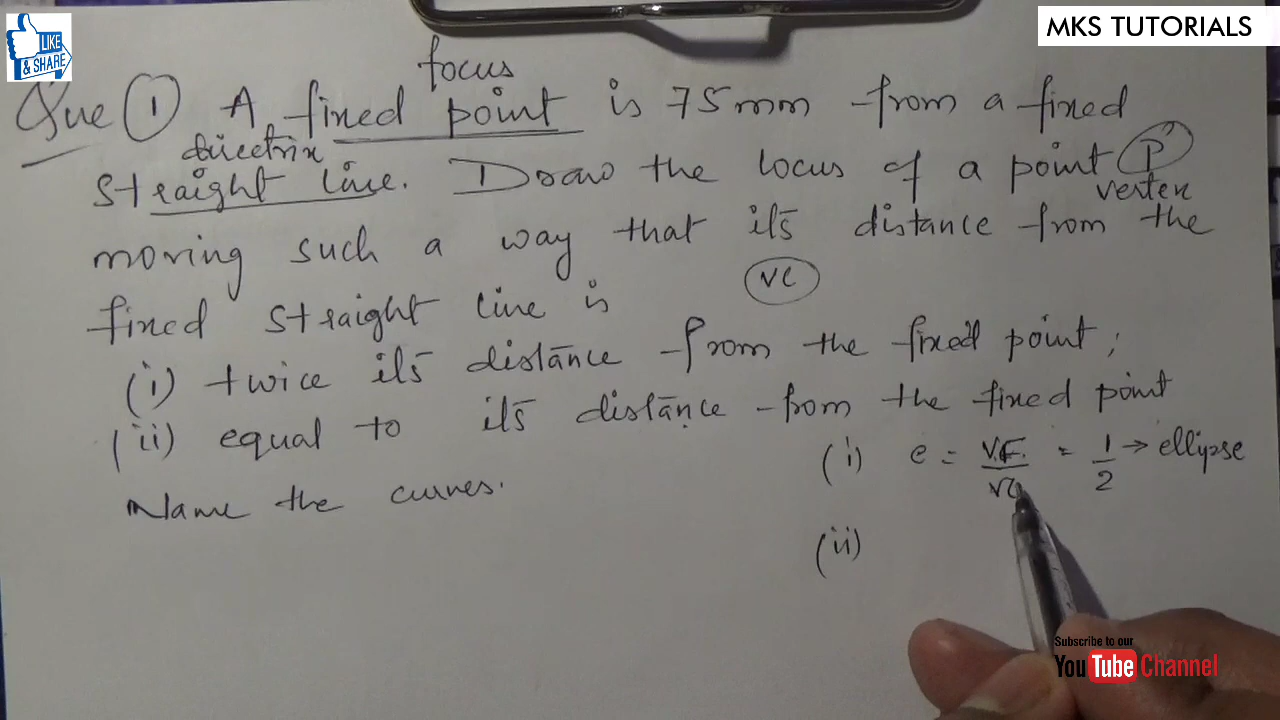 LIKE
& SHARE
MKS TUTORIALS
focus
Que 1 A fixed point is 75mm from a fixed
directrix
straight line. Draw the locus of a point 'P'
vertex
moving such a way that its distance from the
VC
fixed straight line is
(i) twice its distance from the fixed point;
(ii) equal to its distance from the fixed point
(i) e = V.F. = 1 → ellipse
VC 2
Name the curves.
(ii)
Subscribe to our
YouTube Channel